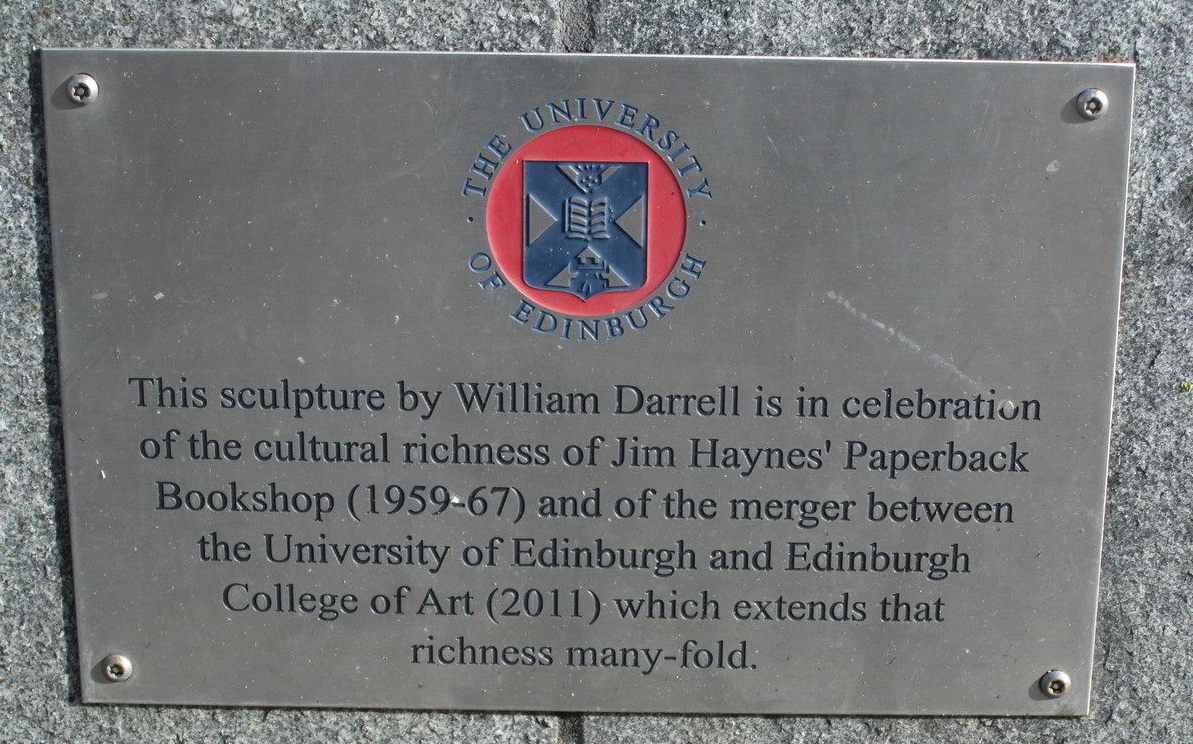 THE UNIVERSITY
OF EDINBURGH
This sculpture by William Darrell is in celebration
of the cultural richness of Jim Haynes' Paperback
Bookshop (1959-67) and of the merger between
the University of Edinburgh and Edinburgh
College of Art (2011) which extends that
richness many-fold.